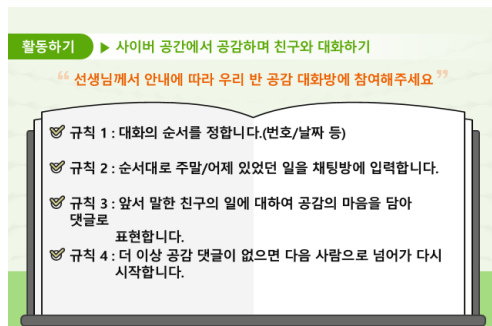 활동하기 ▶ 사이버 공간에서 공감하며 친구와 대화하기
“ 선생님께서 안내에 따라 우리 반 공감 대화방에 참여해주세요 ”
규칙 1 : 대화의 순서를 정합니다.(번호/날짜 등)
규칙 2 : 순서대로 주말/어제 있었던 일을 채팅방에 입력합니다.
규칙 3 : 앞서 말한 친구의 일에 대하여 공감의 마음을 담아
댓글로
표현합니다.
규칙 4 : 더 이상 공감 댓글이 없으면 다음 사람으로 넘어가 다시
시작합니다.